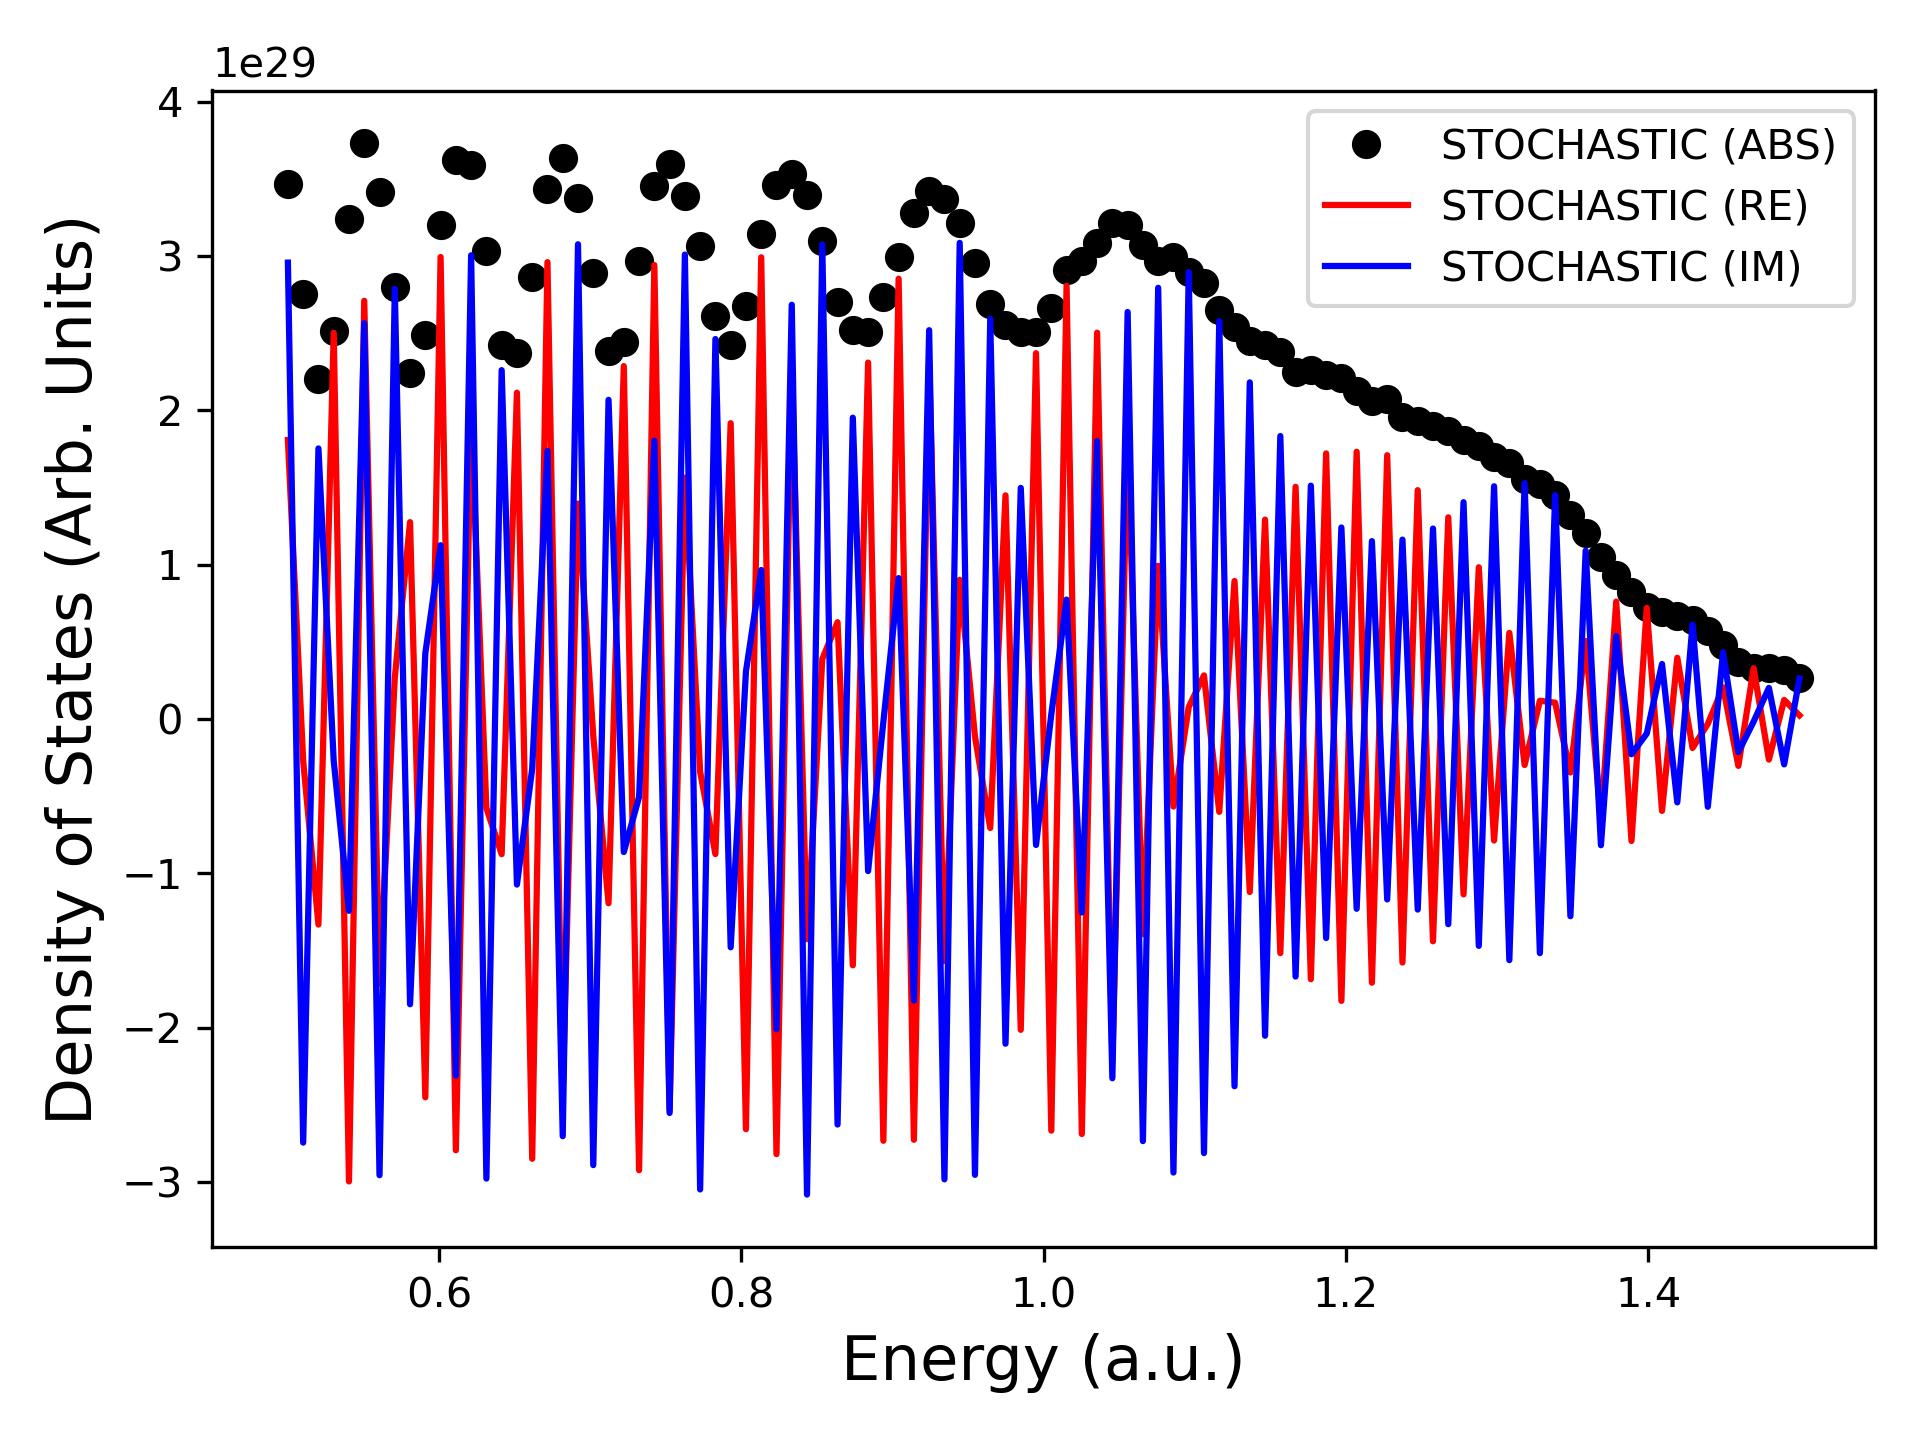 1e29
4
3
2
1
0
−1
−2
−3
Density of States (Arb. Units)
STOCHASTIC (ABS)
STOCHASTIC (RE)
STOCHASTIC (IM)
0.6 0.8 1.0 1.2 1.4
Energy (a.u.)